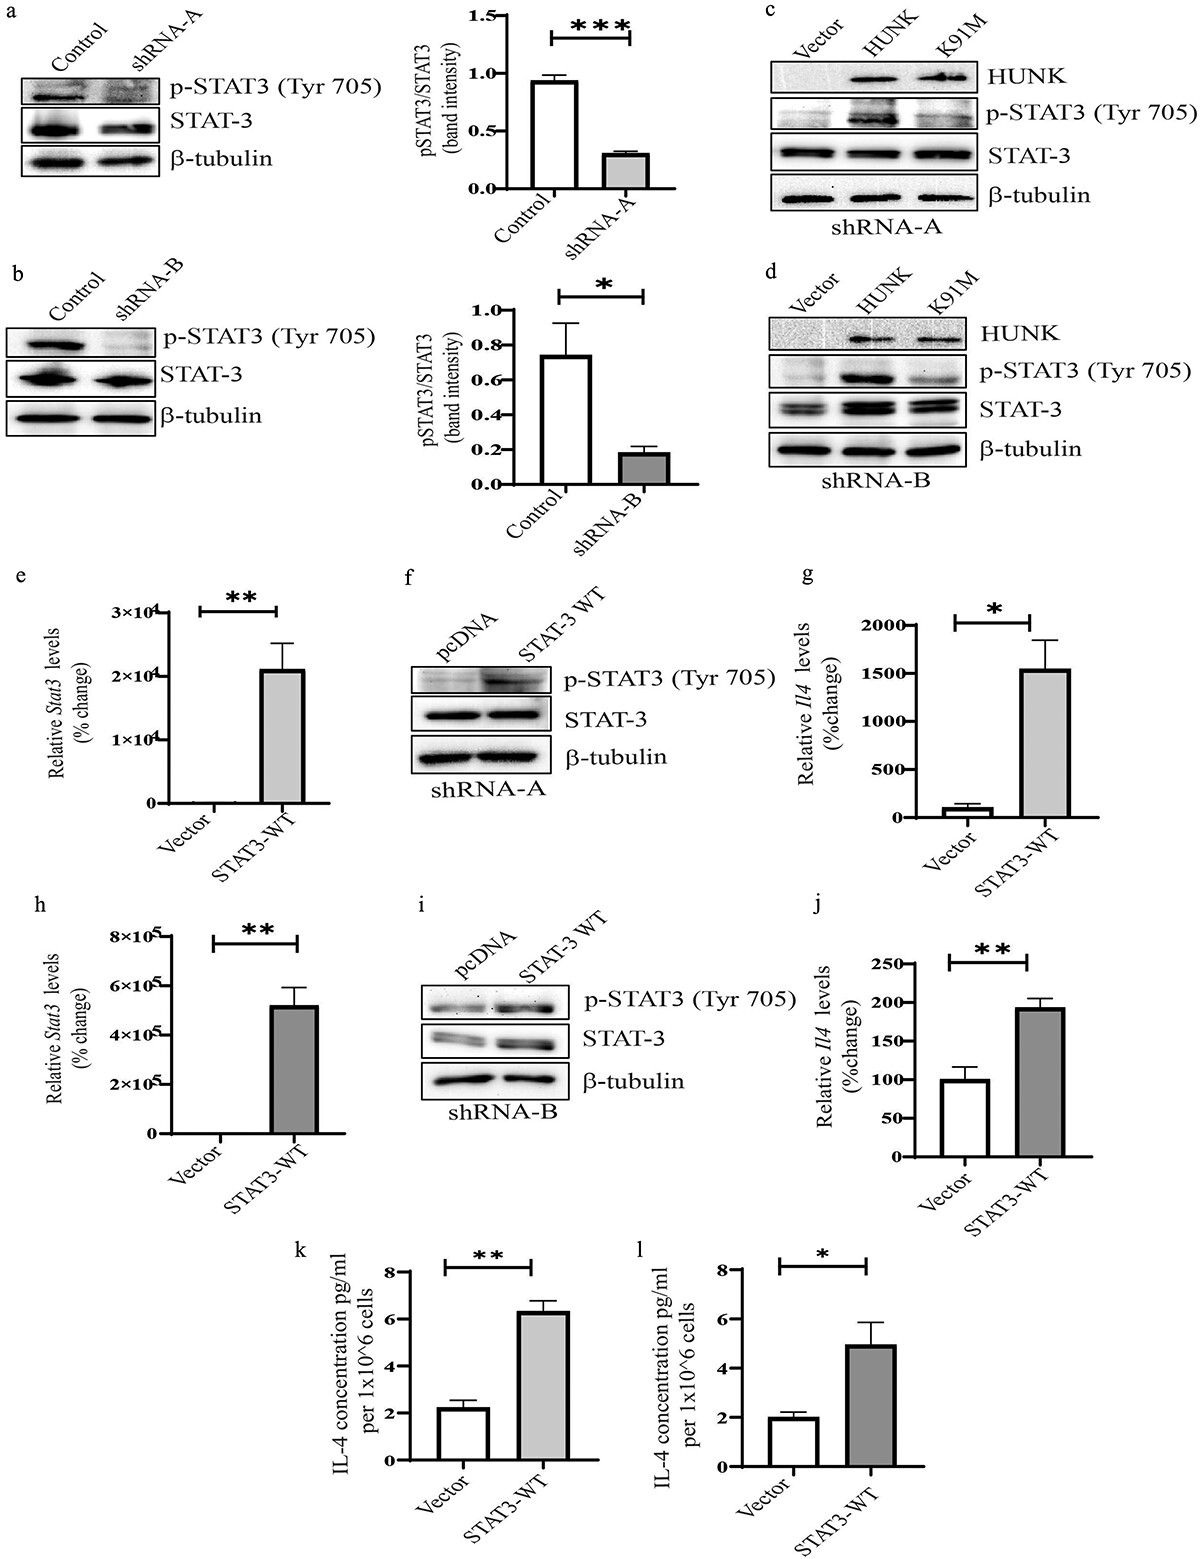 a
Control
shRNA-A
p-STAT3 (Tyr 705)
STAT-3
β-tubulin
pSTAT3/STAT3
(band intensity)
1.5
1.0
0.5
0.0
***
Control
shRNA-A
c
Vector
HUNK
K91M
HUNK
p-STAT3 (Tyr 705)
STAT-3
β-tubulin
shRNA-A
b
Control
shRNA-B
p-STAT3 (Tyr 705)
STAT-3
β-tubulin
pSTAT3/STAT3
(band intensity)
1.0
0.8
0.6
0.4
0.2
0.0
*
Control
shRNA-B
d
Vector
HUNK
K91M
HUNK
p-STAT3 (Tyr 705)
STAT-3
β-tubulin
shRNA-B
e
Relative Stat3 levels
(% change)
3×10⁴
2×10⁴
1×10⁴
0
**
Vector
STAT3-WT
f
pcDNA
STAT-3 WT
p-STAT3 (Tyr 705)
STAT-3
β-tubulin
shRNA-A
g
Relative Il4 levels
(%change)
2000
1500
1000
500
0
*
Vector
STAT3-WT
h
Relative Stat3 levels
(% change)
8×10⁵
6×10⁵
4×10⁵
2×10⁵
0
**
Vector
STAT3-WT
i
pcDNA
STAT-3 WT
p-STAT3 (Tyr 705)
STAT-3
β-tubulin
shRNA-B
j
Relative Il4 levels
(%change)
250
200
150
100
50
0
**
Vector
STAT3-WT
k
IL-4 concentration pg/ml
per 1x10^6 cells
8
6
4
2
0
**
Vector
STAT3-WT
l
IL-4 concentration pg/ml
per 1x10^6 cells
8
6
4
2
0
*
Vector
STAT3-WT